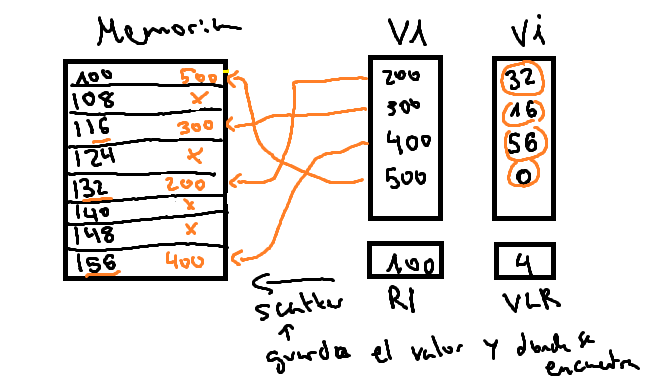 Memoria V1 Vi
100 500 200 32
108 x 300 16
116 300 400 56
124 x 500 0
132 200
140 x
148 x
156 400 100 4
scatter R1 VLR
guarda el valor y donde se
encuentra